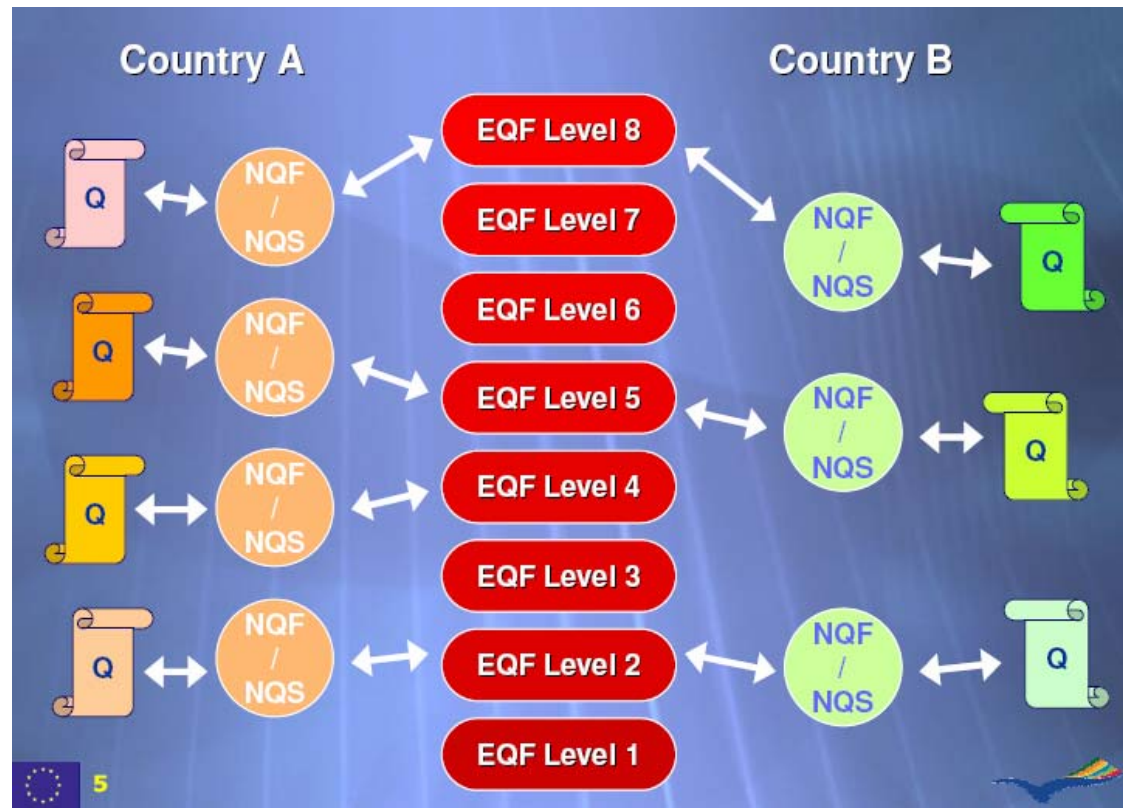 Country A
Country B
EQF Level 8
EQF Level 7
EQF Level 6
EQF Level 5
EQF Level 4
EQF Level 3
EQF Level 2
EQF Level 1
Q
NQF
/
NQS
Q
NQF
/
NQS
Q
NQF
/
NQS
Q
NQF
/
NQS
NQF
/
NQS
Q
NQF
/
NQS
Q
NQF
/
NQS
Q
5